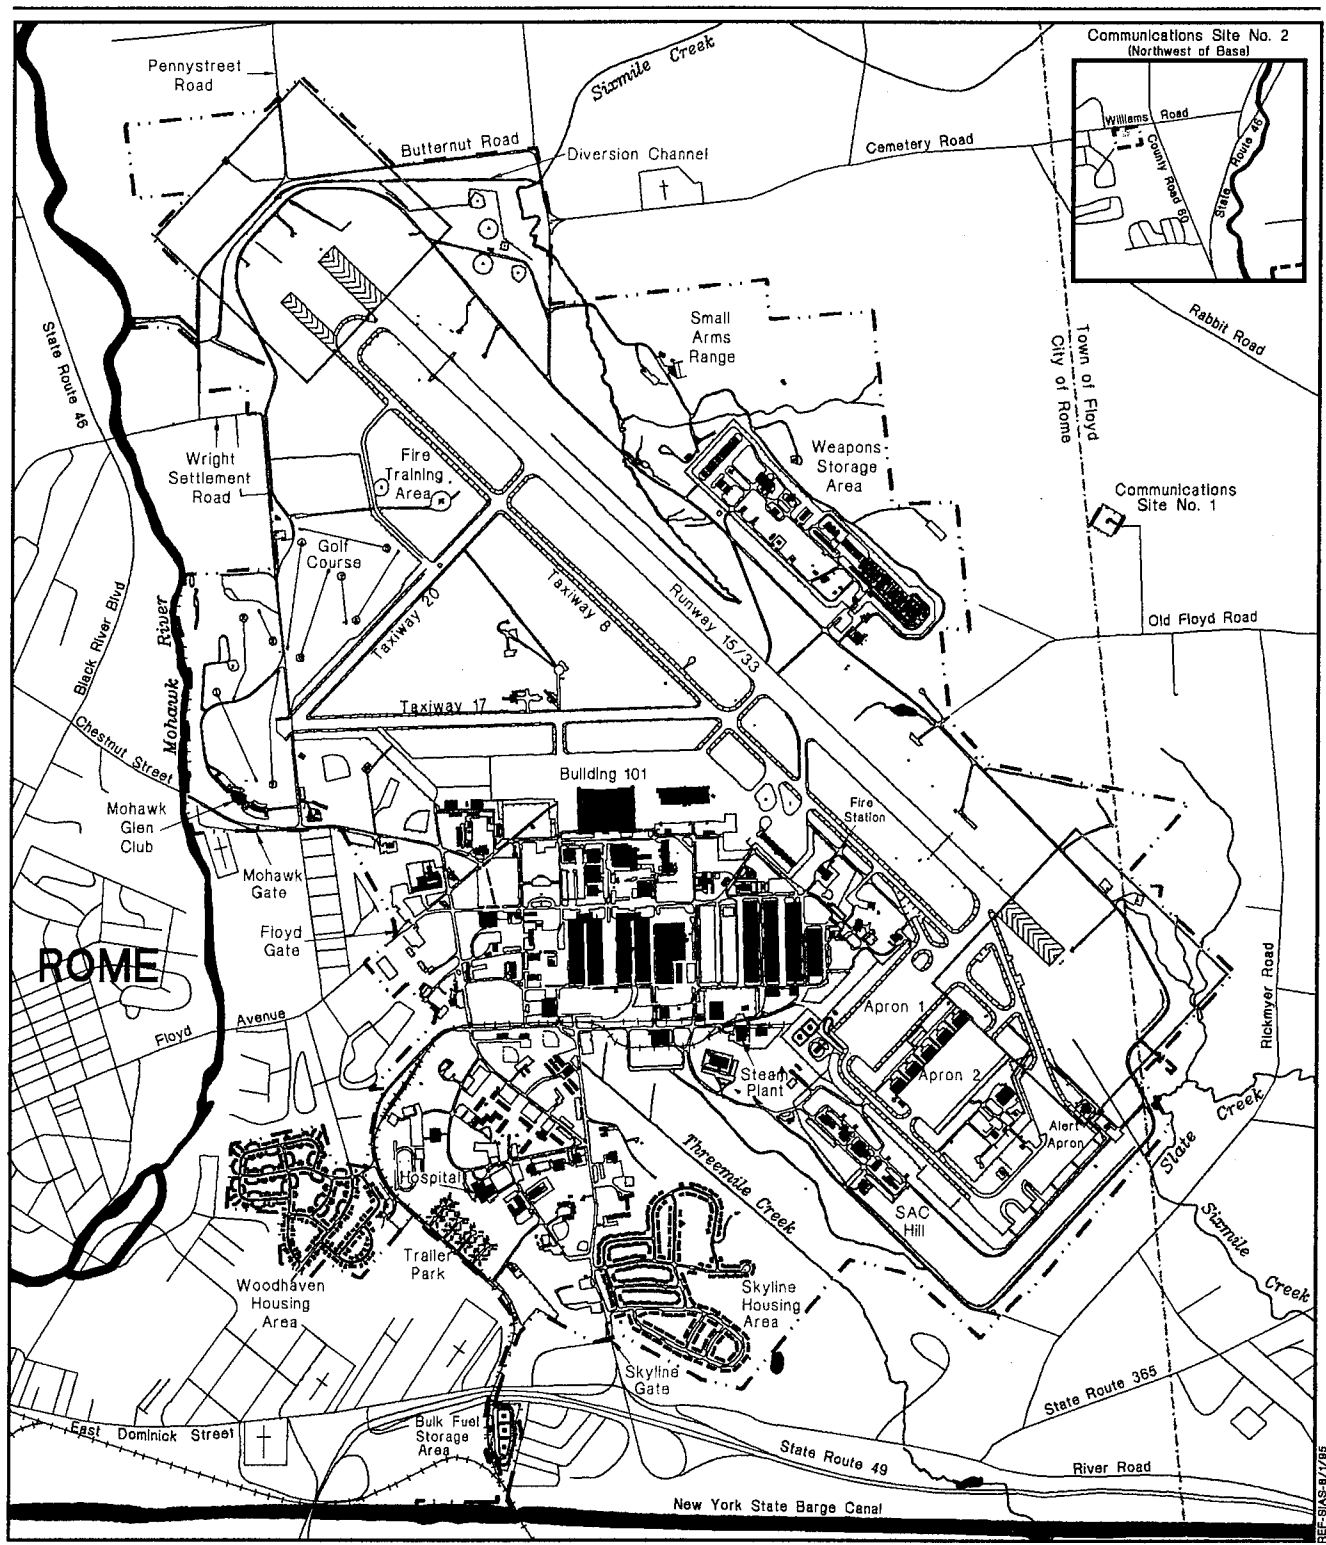 Communications Site No. 2
(Northwest of Base)
Williams Road
County Road 60
State Route 46
Pennystreet
Road
Sixmile Creek
Butternut Road
Diversion Channel
Cemetery Road
Rabbit Road
Town of Floyd
City of Rome
State Route 46
Small
Arms
Range
Wright
Settlement
Road
Fire
Training
Area
Weapons
Storage
Area
Communications
Site No. 1
Golf
Course
Taxiway 20
Taxiway 8
Runway 15/33
Old Floyd Road
Black River Blvd
Mohawk River
Taxiway 17
Chestnut Street
Building 101
Mohawk
Glen
Club
Fire
Station
Mohawk
Gate
Floyd
Gate
ROME
Floyd Avenue
Rickmyer Road
Apron 1
Apron 2
Steam
Plant
Alert
Apron
Slate Creek
Threemile Creek
Hospital
SAC
Hill
Sixmile Creek
Trailer
Park
Woodhaven
Housing
Area
Skyline
Housing
Area
Skyline
Gate
State Route 365
East Dominick Street
Bulk Fuel
Storage
Area
State Route 49
River Road
New York State Barge Canal
REF-SIAS-8/1/95